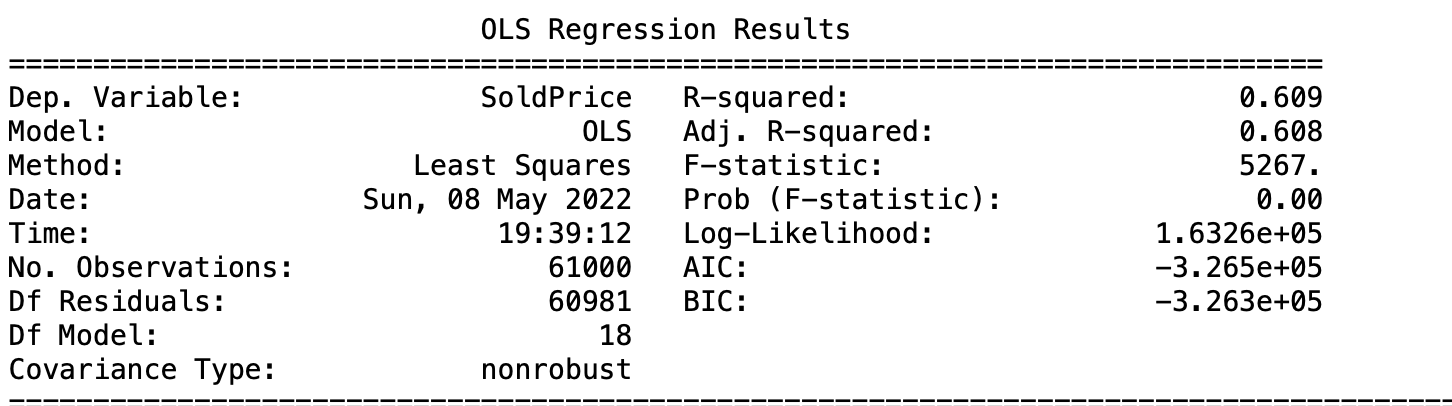 OLS Regression Results
==============================================================================
Dep. Variable: SoldPrice R-squared: 0.609
Model: OLS Adj. R-squared: 0.608
Method: Least Squares F-statistic: 5267.
Date: Sun, 08 May 2022 Prob (F-statistic): 0.00
Time: 19:39:12 Log-Likelihood: 1.6326e+05
No. Observations: 61000 AIC: -3.265e+05
Df Residuals: 60981 BIC: -3.263e+05
Df Model: 18
Covariance Type: nonrobust
======================================================================================